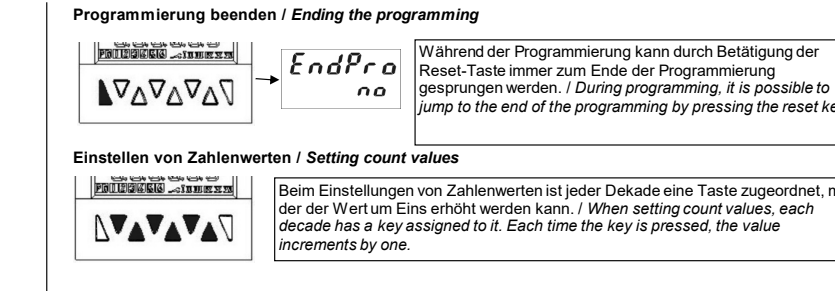 Programmierung beenden / Ending the programming
EndPro
no
Während der Programmierung kann durch Betätigung der
Reset-Taste immer zum Ende der Programmierung
gesprungen werden. / During programming, it is possible to
jump to the end of the programming by pressing the reset ke
Einstellen von Zahlenwerten / Setting count values
Beim Einstellungen von Zahlenwerten ist jeder Dekade eine Taste zugeordnet, m
der der Wert um Eins erhöht werden kann. / When setting count values, each
decade has a key assigned to it. Each time the key is pressed, the value
increments by one.